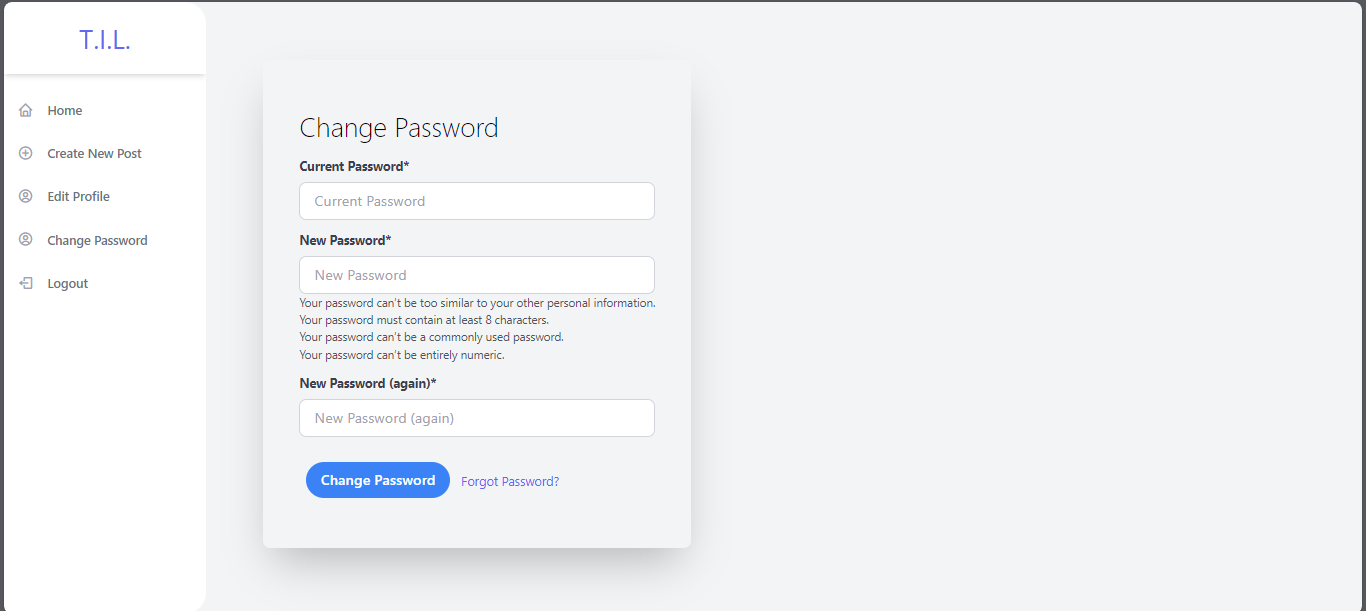 T.I.L.
Home
Create New Post
Edit Profile
Change Password
Logout
Change Password
Current Password*
Current Password
New Password*
New Password
Your password can't be too similar to your other personal information.
Your password must contain at least 8 characters.
Your password can't be a commonly used password.
Your password can't be entirely numeric.
New Password (again)*
New Password (again)
Change Password Forgot Password?